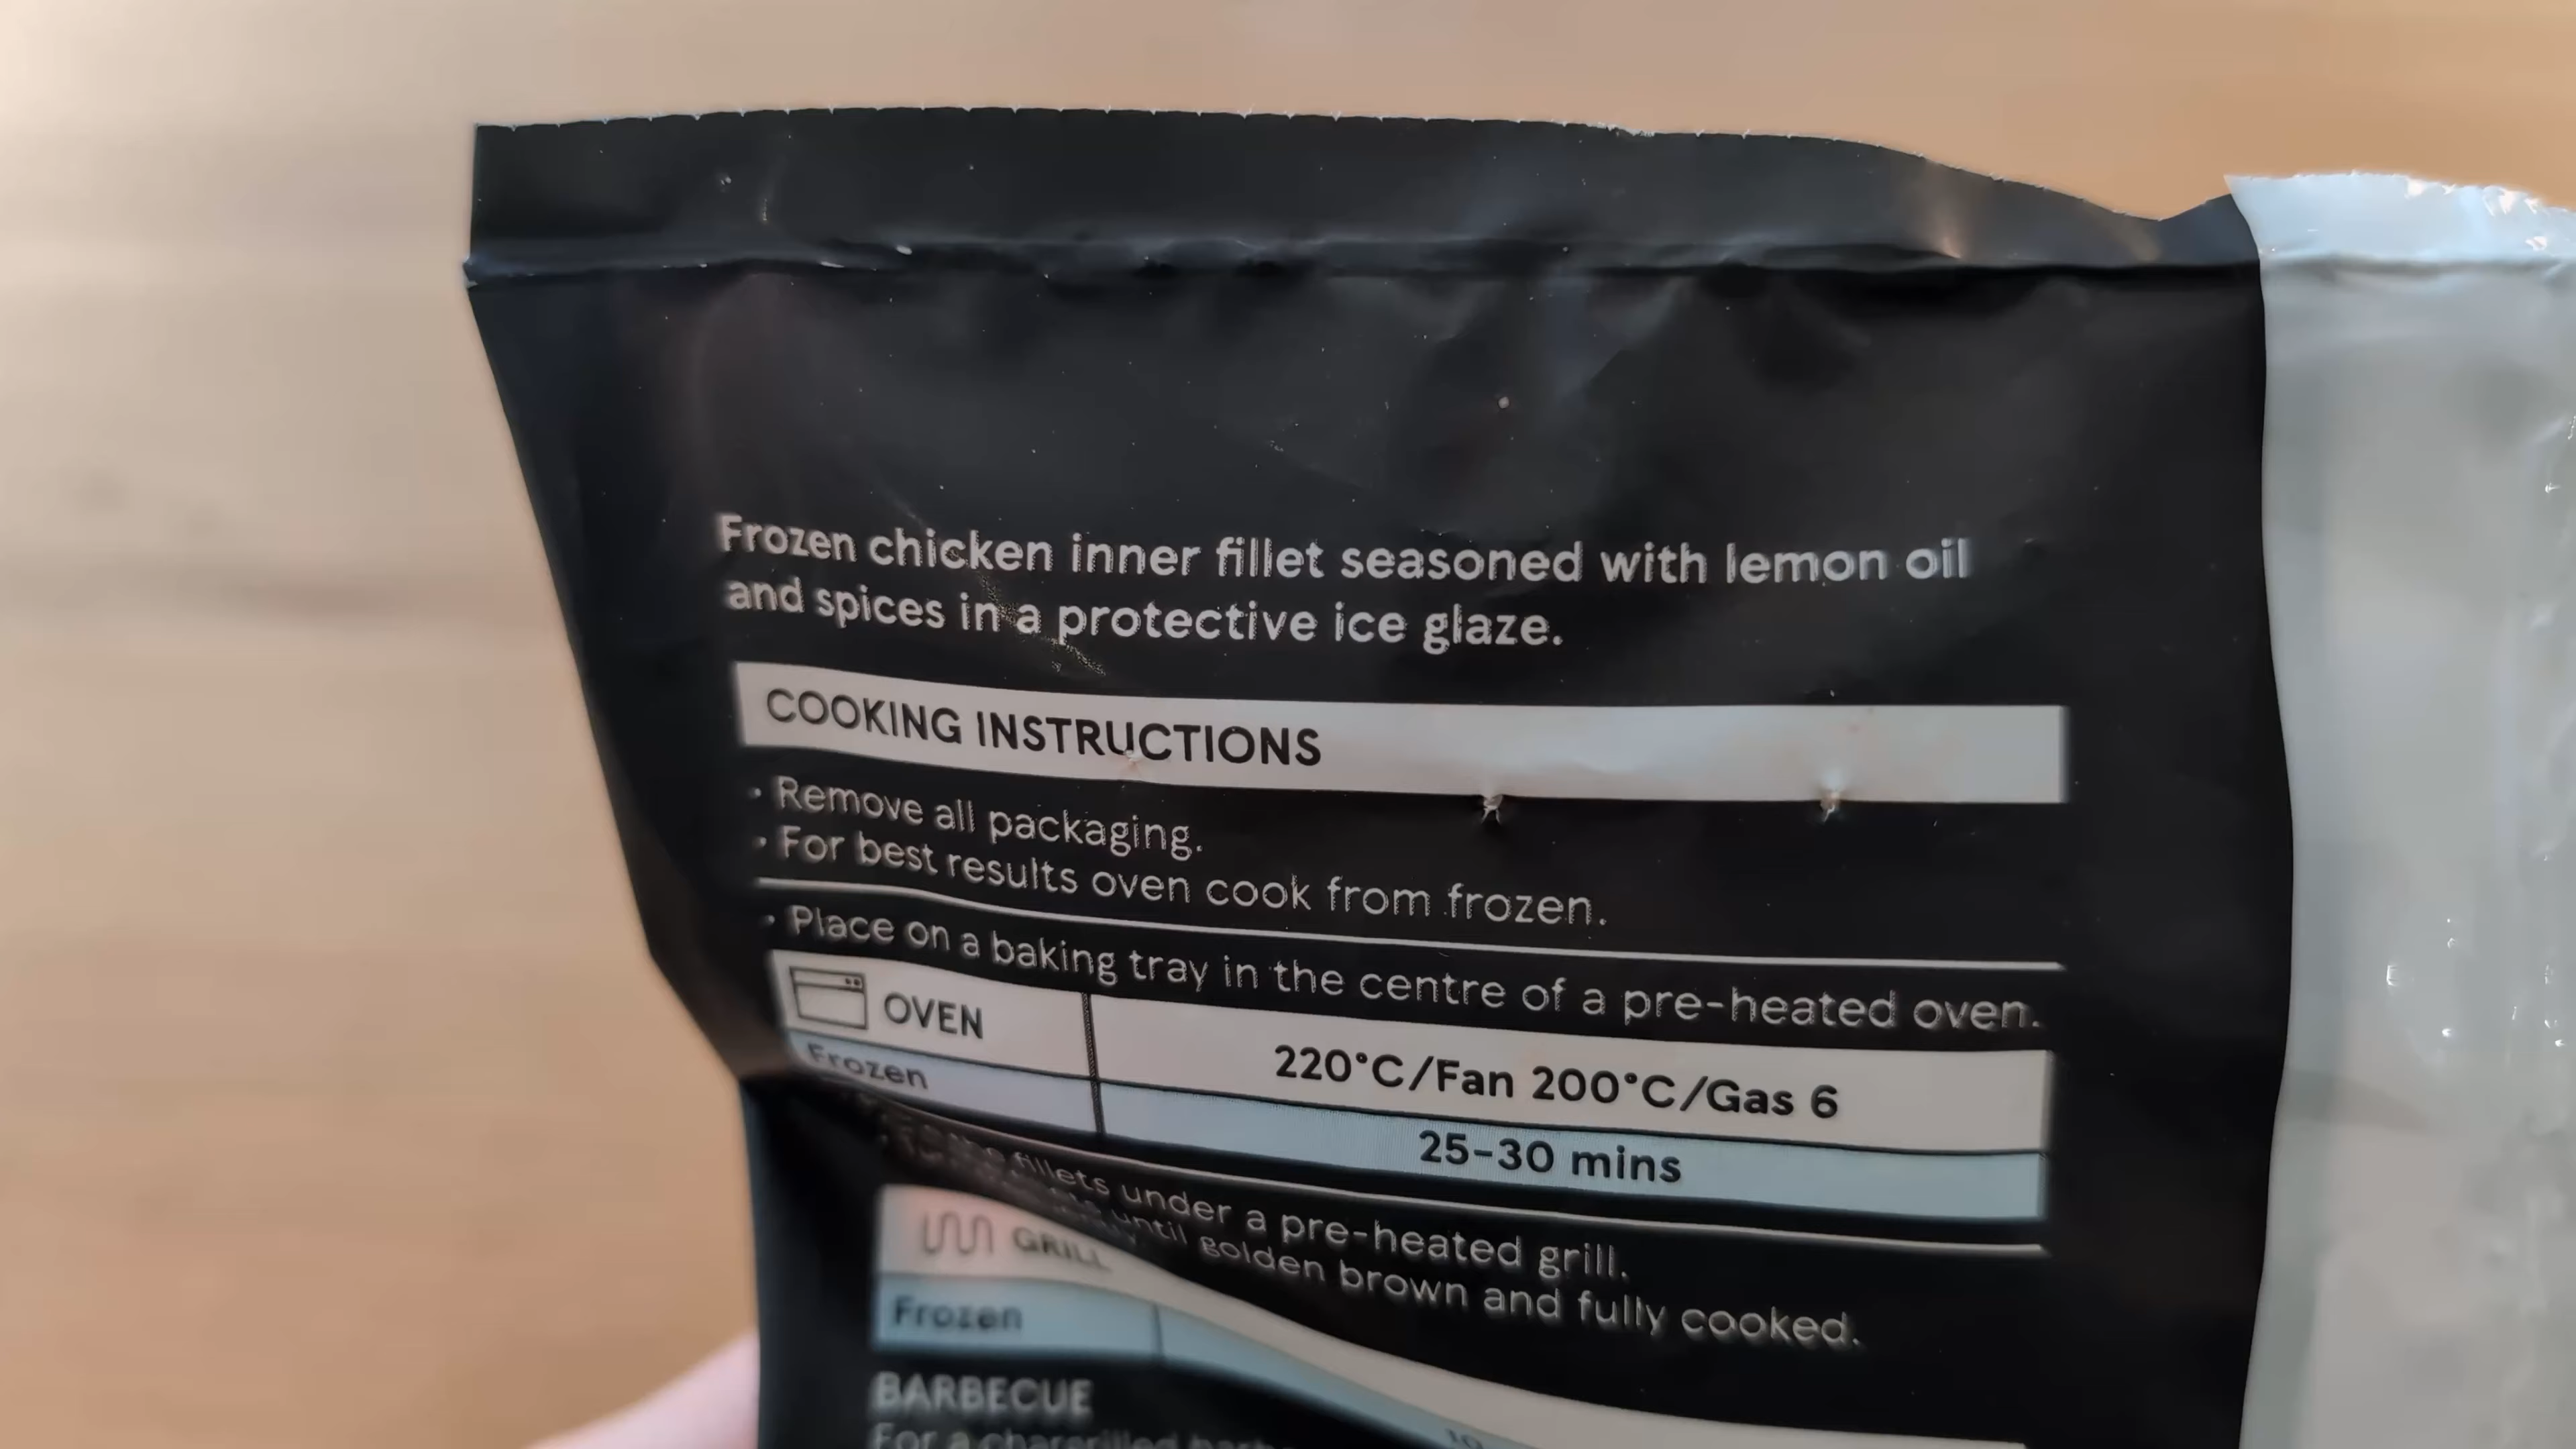 Frozen chicken inner fillet seasoned with lemon oil
and spices in a protective ice glaze.
COOKING INSTRUCTIONS
· Remove all packaging.
· For best results oven cook from frozen.
· Place on a baking tray in the centre of a pre-heated oven.
OVEN 220°C/Fan 200°C/Gas 6
Frozen 25-30 mins
fillets under a pre-heated grill.
until golden brown and fully cooked.
GRILL
Frozen
BARBECUE
For a chargrilled